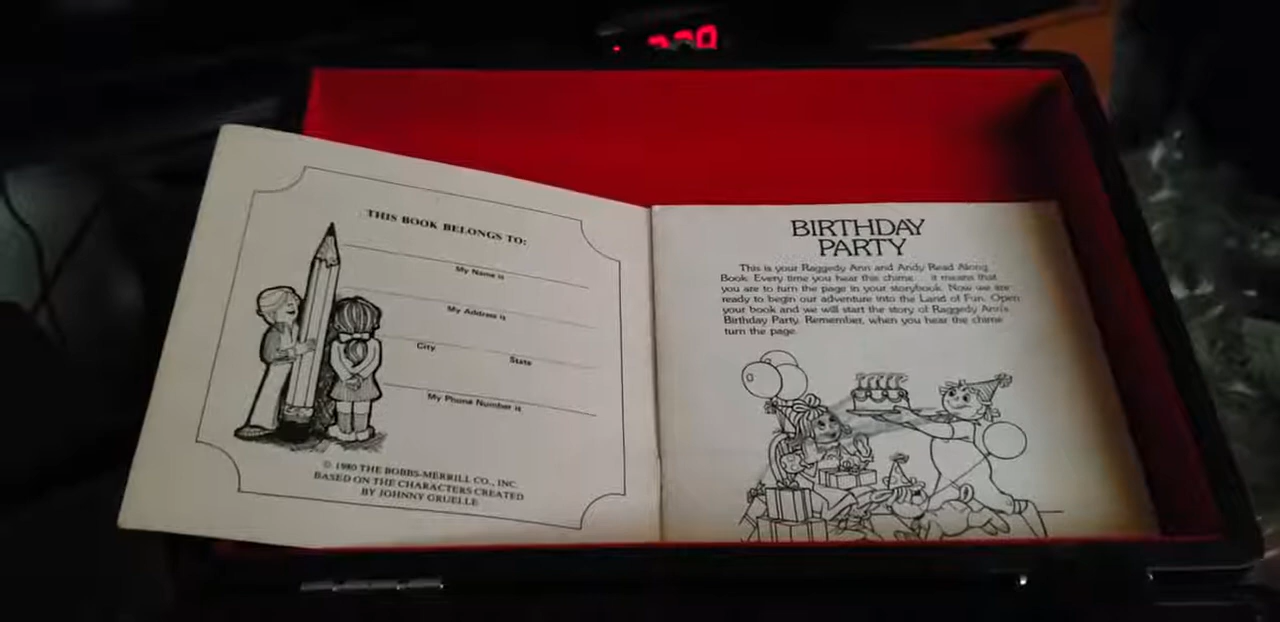 THIS BOOK BELONGS TO:
My Name is
My Address is
City State
My Phone Number is
© 1980 THE BOBBS-MERRILL CO., INC.
BASED ON THE CHARACTERS CREATED
BY JOHNNY GRUELLE
BIRTHDAY
PARTY
This is your Raggedy Ann and Andy Read Along
Book. Every time you hear this chime it means that
you are to turn the page in your storybook. Now we are
ready to begin our adventure into the Land of Fun. Open
your book and we will start the story of Raggedy Ann's
Birthday Party. Remember, when you hear the chime
turn the page.